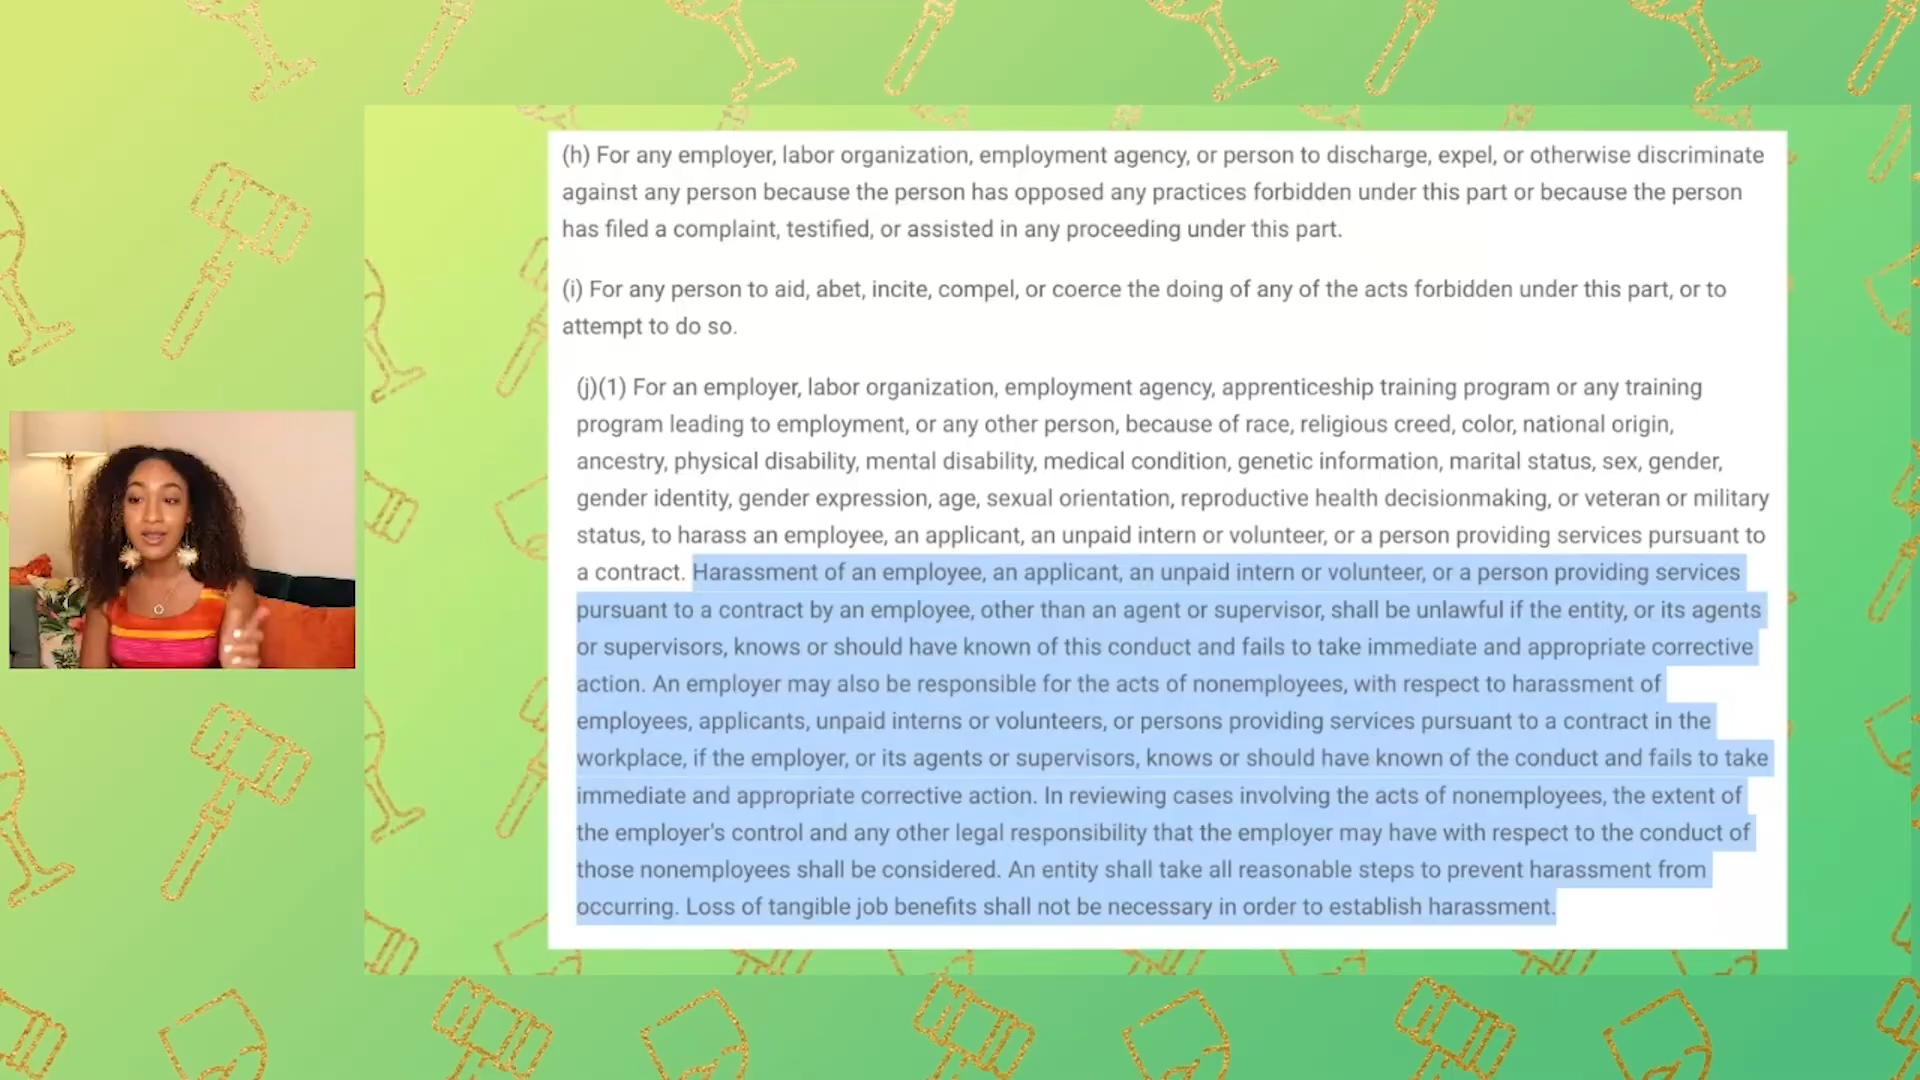 (h) For any employer, labor organization, employment agency, or person to discharge, expel, or otherwise discriminate
against any person because the person has opposed any practices forbidden under this part or because the person
has filed a complaint, testified, or assisted in any proceeding under this part.
(i) For any person to aid, abet, incite, compel, or coerce the doing of any of the acts forbidden under this part, or to
attempt to do so.
(j)(1) For an employer, labor organization, employment agency, apprenticeship training program or any training
program leading to employment, or any other person, because of race, religious creed, color, national origin,
ancestry, physical disability, mental disability, medical condition, genetic information, marital status, sex, gender,
gender identity, gender expression, age, sexual orientation, reproductive health decisionmaking, or veteran or military
status, to harass an employee, an applicant, an unpaid intern or volunteer, or a person providing services pursuant to
a contract. Harassment of an employee, an applicant, an unpaid intern or volunteer, or a person providing services
pursuant to a contract by an employee, other than an agent or supervisor, shall be unlawful if the entity, or its agents
or supervisors, knows or should have known of this conduct and fails to take immediate and appropriate corrective
action. An employer may also be responsible for the acts of nonemployees, with respect to harassment of
employees, applicants, unpaid interns or volunteers, or persons providing services pursuant to a contract in the
workplace, if the employer, or its agents or supervisors, knows or should have known of the conduct and fails to take
immediate and appropriate corrective action. In reviewing cases involving the acts of nonemployees, the extent of
the employer's control and any other legal responsibility that the employer may have with respect to the conduct of
those nonemployees shall be considered. An entity shall take all reasonable steps to prevent harassment from
occurring. Loss of tangible job benefits shall not be necessary in order to establish harassment.